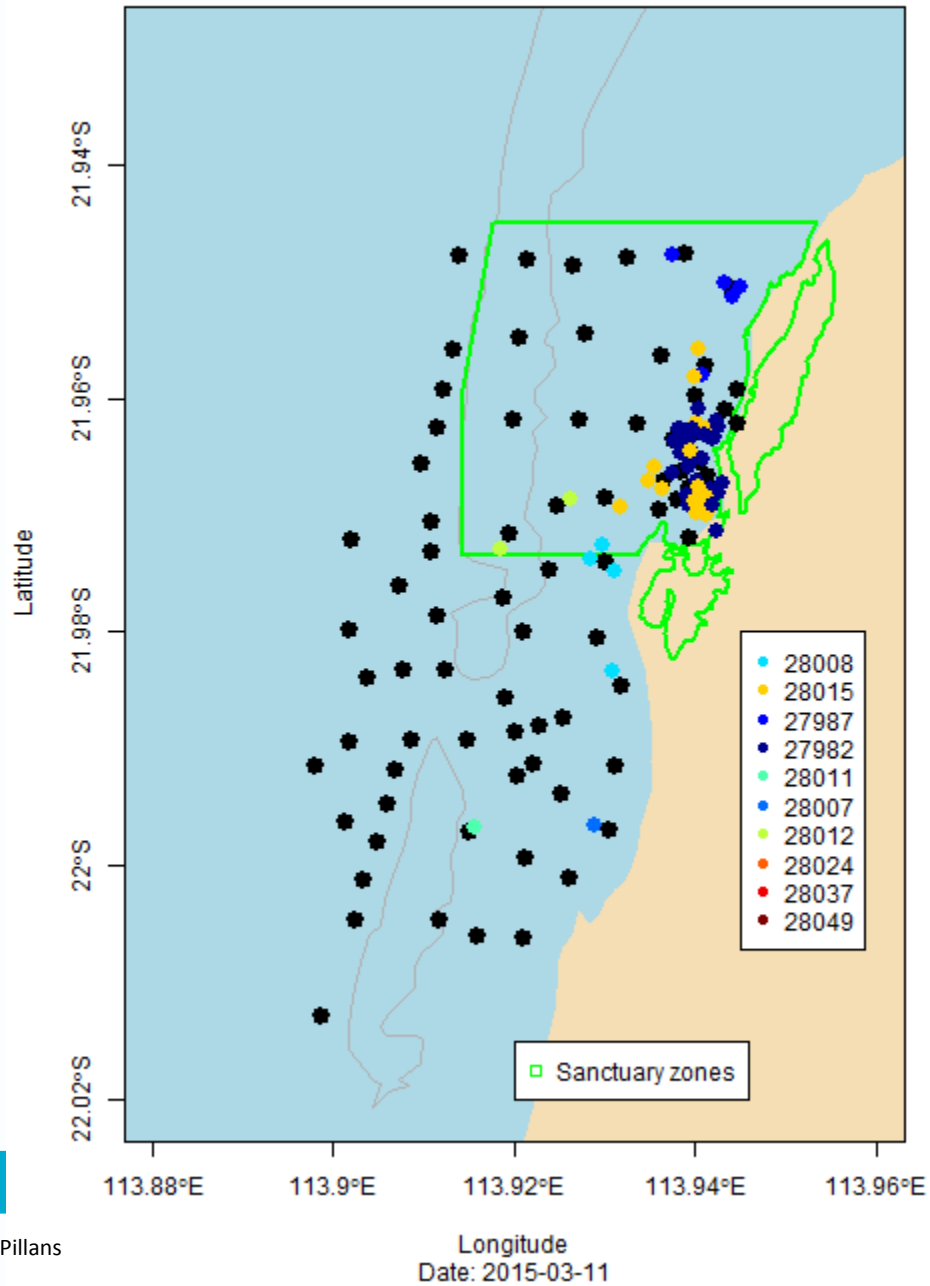 21.94°S
21.96°S
21.98°S
22°S
22.02°S
Latitude
28008
28015
27987
27982
28011
28007
28012
28024
28037
28049
Sanctuary zones
113.88°E 113.9°E 113.92°E 113.94°E 113.96°E
Pillans
Longitude
Date: 2015-03-11